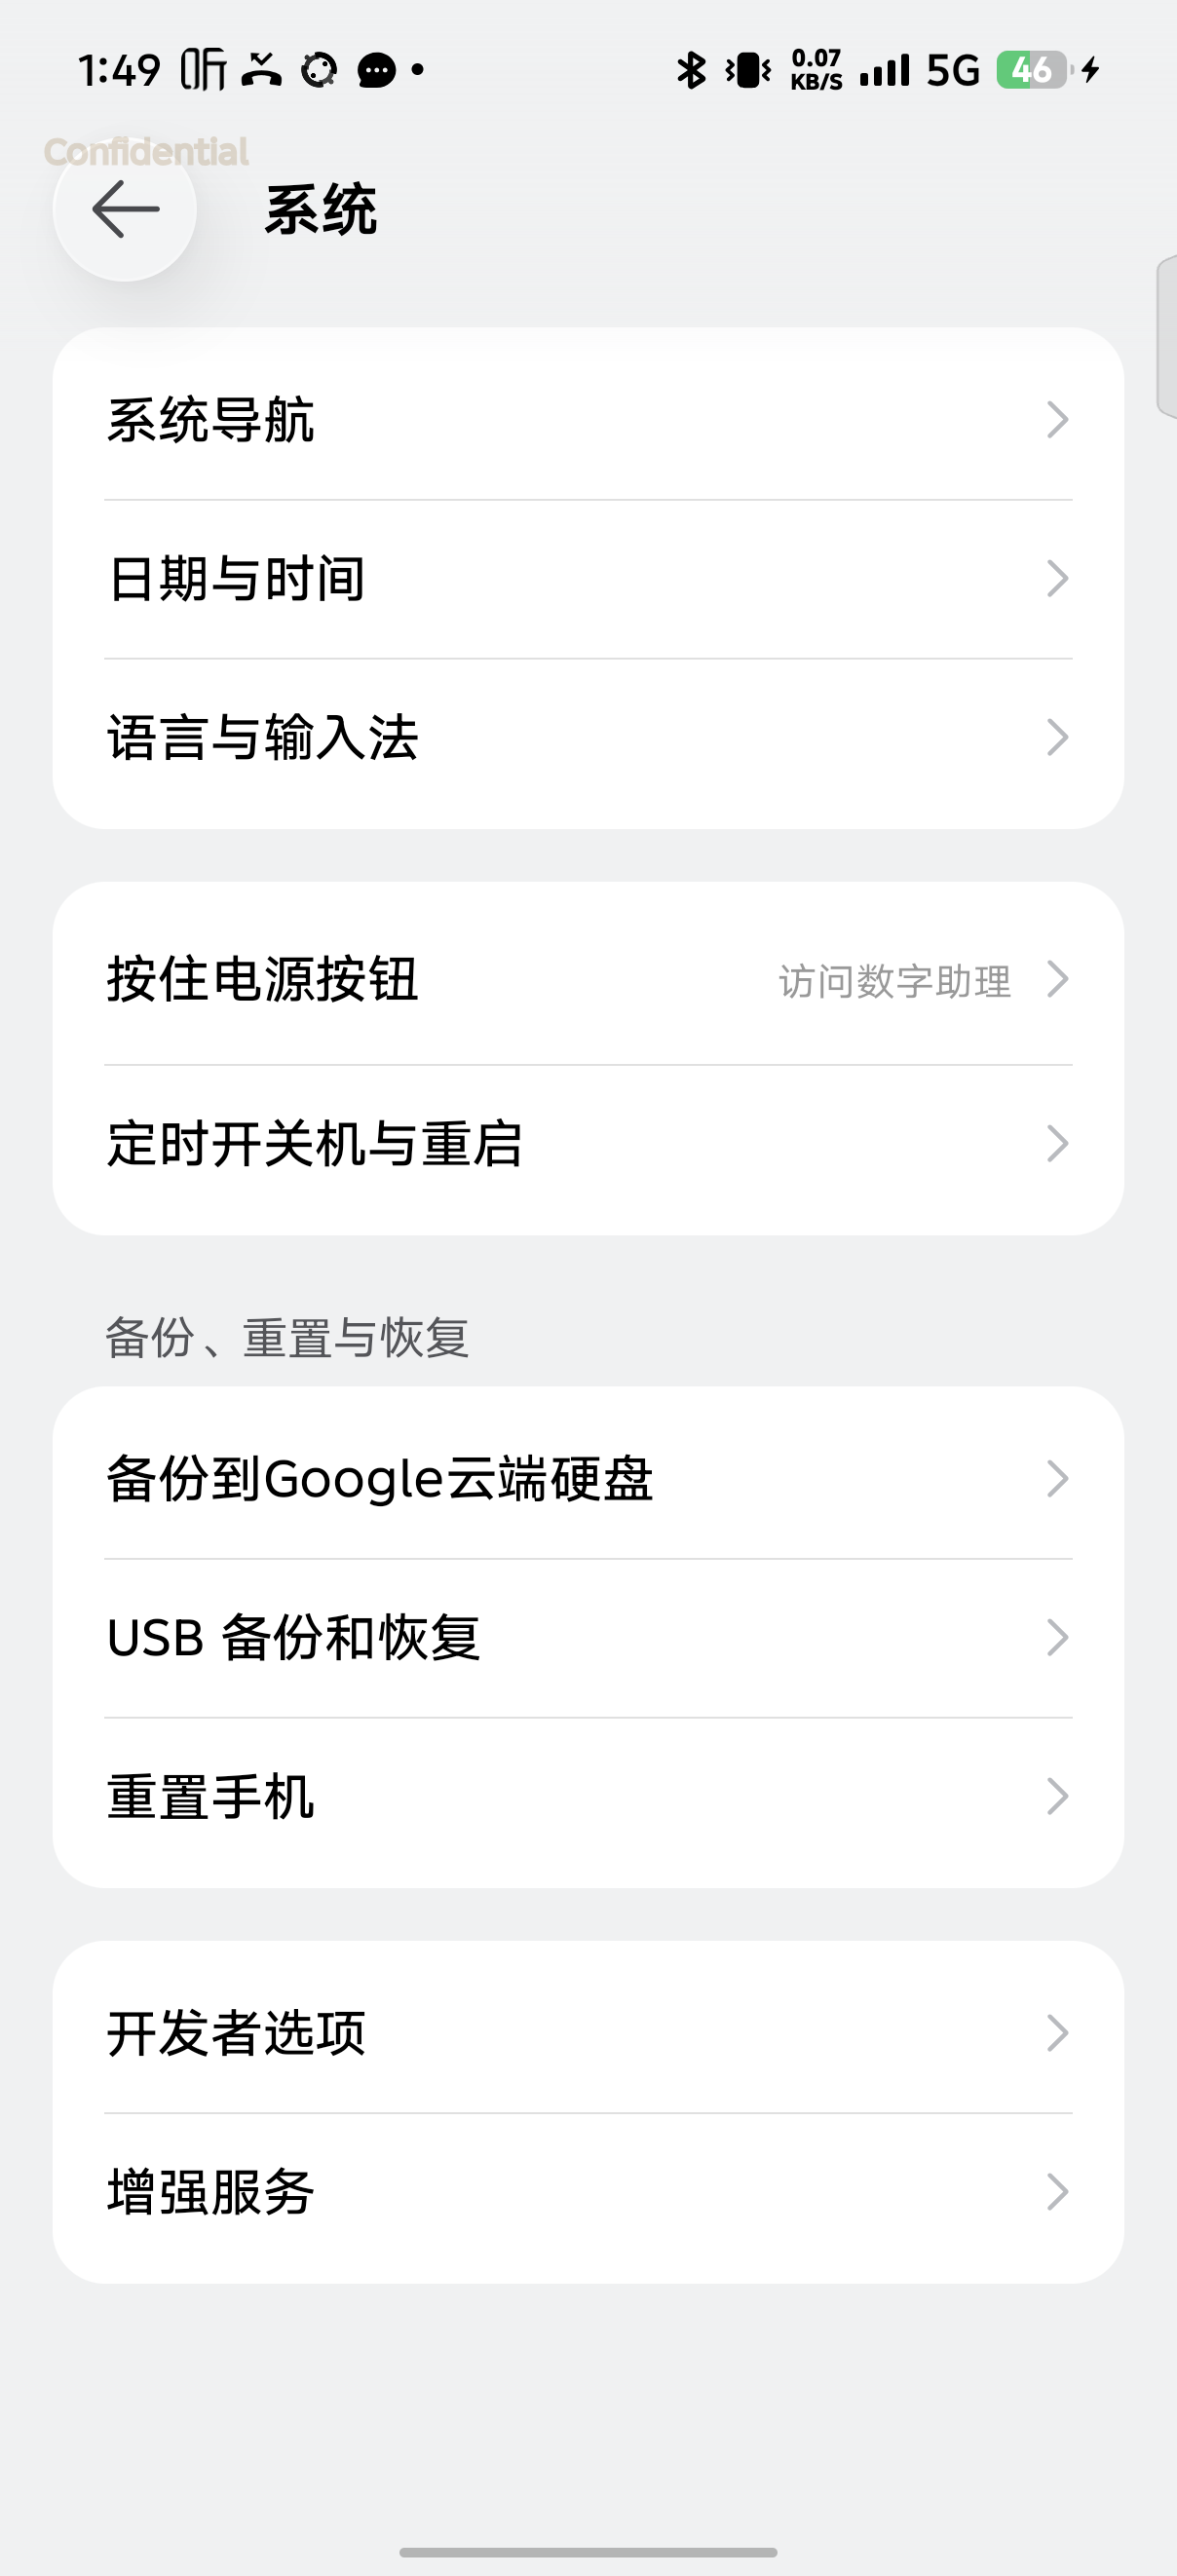 1:49 听 0.07 KB/S 5G 46
Confidential
系统
系统导航
日期与时间
语言与输入法
按住电源按钮 访问数字助理
定时开关机与重启
备份、重置与恢复
备份到Google云端硬盘
USB 备份和恢复
重置手机
开发者选项
增强服务